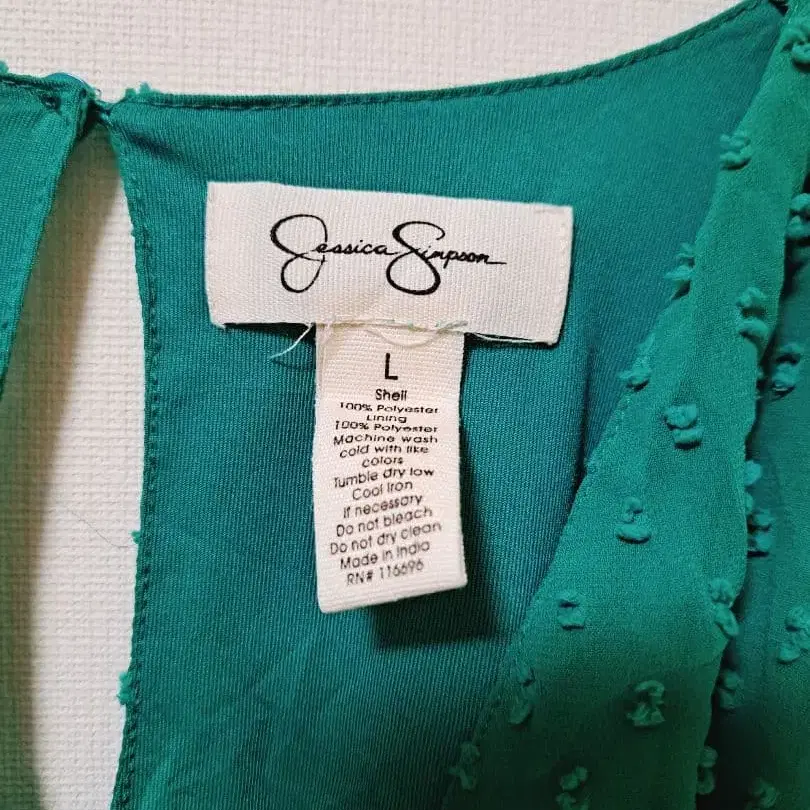 Jessica Simpson
L
Shell
100% Polyester
Lining
100% Polyester
Machine wash
cold with like
colors
Tumble dry low
Cool Iron
If necessary
Do not bleach
Do not dry clean
Made in India
RN# 116696